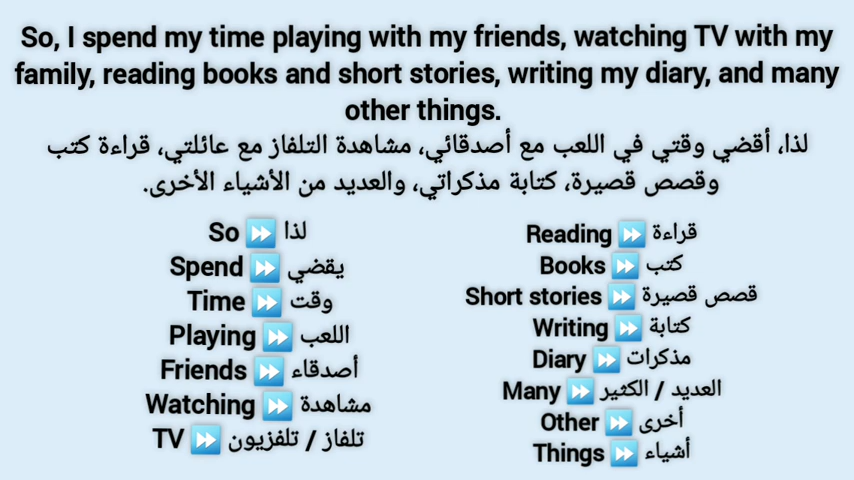 So, I spend my time playing with my friends, watching TV with my
family, reading books and short stories, writing my diary, and many
other things.
لذا، أقضي وقتي في اللعب مع أصدقائي، مشاهدة التلفاز مع عائلتي، قراءة كتب
وقصص قصيرة، كتابة مذكراتي، والعديد من الأشياء الأخرى.
So ⏩ لذا
Spend ⏩ يقضي
Time ⏩ وقت
Playing ⏩ اللعب
Friends ⏩ أصدقاء
Watching ⏩ مشاهدة
TV ⏩ تلفاز / تلفزيون
Reading ⏩ قراءة
Books ⏩ كتب
Short stories ⏩ قصص قصيرة
Writing ⏩ كتابة
Diary ⏩ مذكرات
Many ⏩ العديد / الكثير
Other ⏩ أخرى
Things ⏩ أشياء